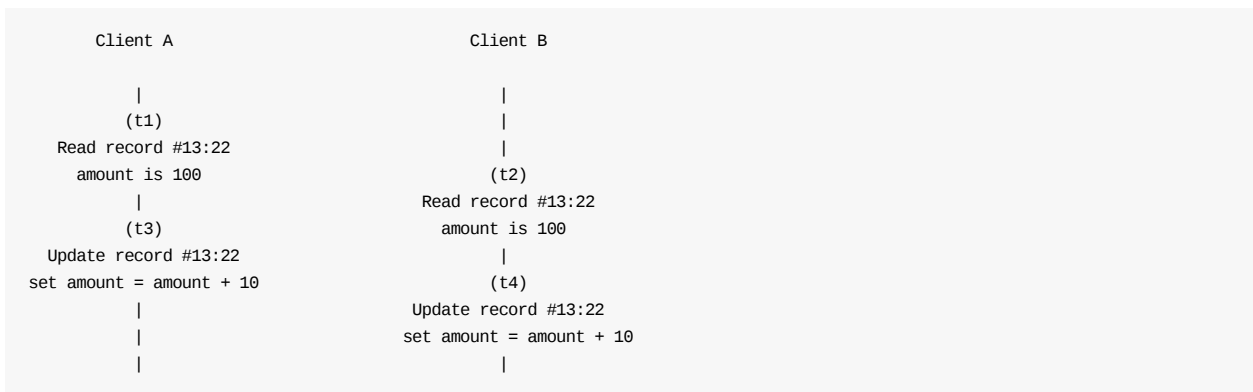 Client A Client B
| |
(t1) |
Read record #13:22 |
amount is 100 (t2)
| Read record #13:22
(t3) amount is 100
Update record #13:22 |
set amount = amount + 10 (t4)
| Update record #13:22
| set amount = amount + 10
| |